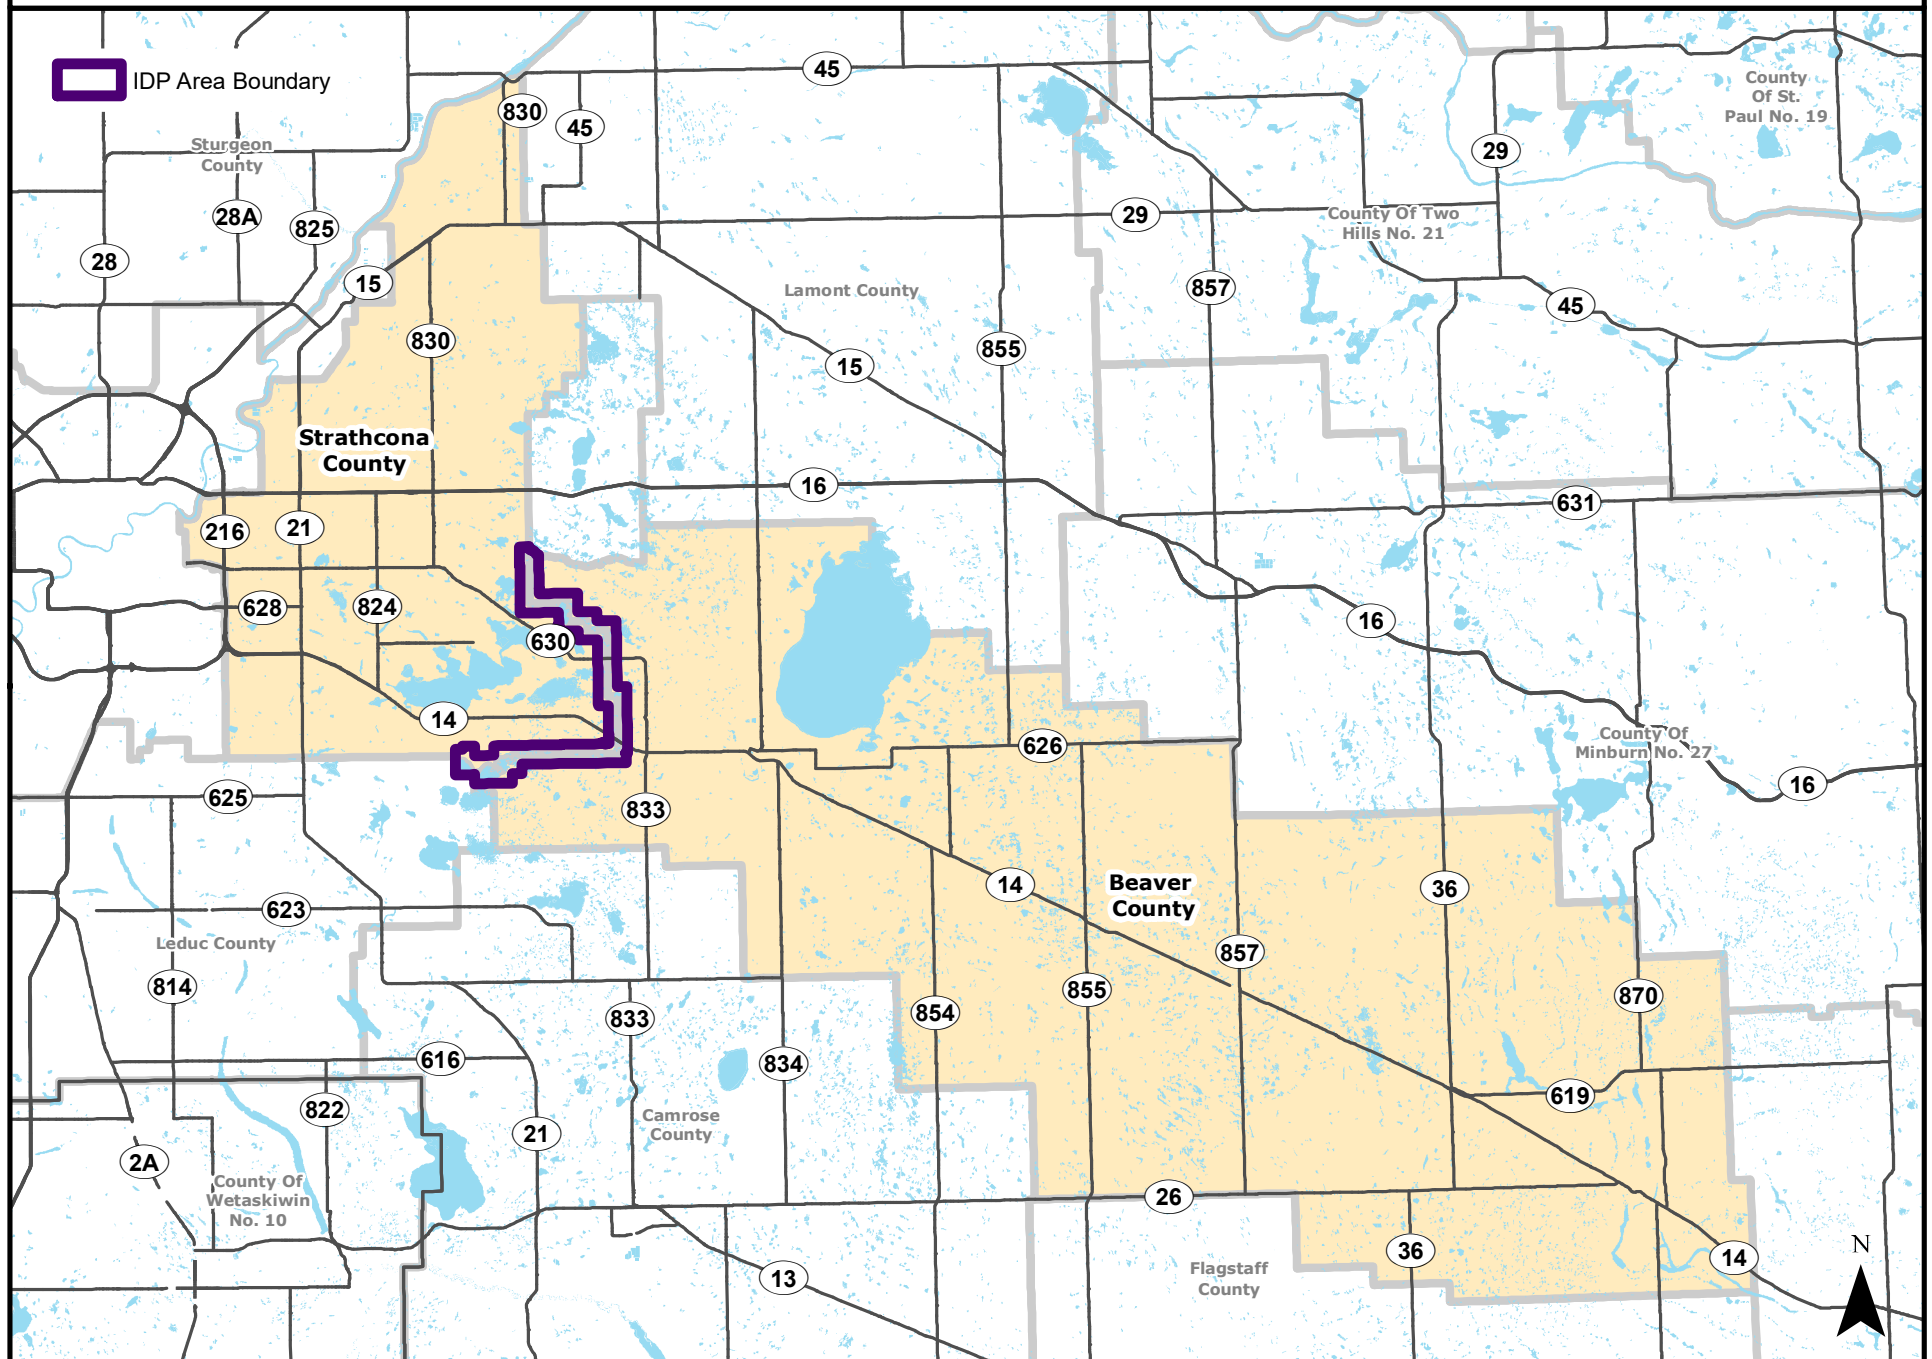 45
IDP Area Boundary
County
Of St.
Paul No. 19
830
45
Sturgeon
County
29
28A
825
29
County Of Two
Hills No. 21
28
15
Lamont County
857
45
830
855
15
Strathcona
County
16
631
216
21
628
824
16
630
14
626
County Of
Minburn No. 27
16
625
833
14
Beaver
County
36
623
Leduc County
857
814
855
870
854
833
616
834
619
822
Camrose
County
21
2A
County Of
Wetaskiwin
No. 10
26
N
36
14
Flagstaff
County
13